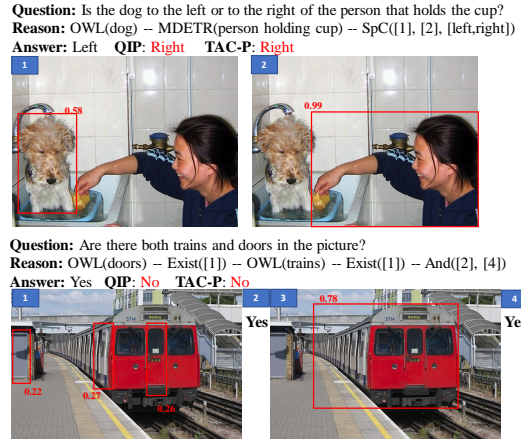 Question: Is the dog to the left or to the right of the person that holds the cup?
Reason: OWL(dog) -- MDETR(person holding cup) -- SpC([1], [2], [left,right])
Answer: Left QIP: Right TAC-P: Right
1 2
0.58 0.99
Question: Are there both trains and doors in the picture?
Reason: OWL(doors) -- Exist([1]) -- OWL(trains) -- Exist([1]) -- And([2], [4])
Answer: Yes QIP: No TAC-P: No
1 2 3 4
0.78
5714 5714
Yes Yes
0.22 0.27 0.26